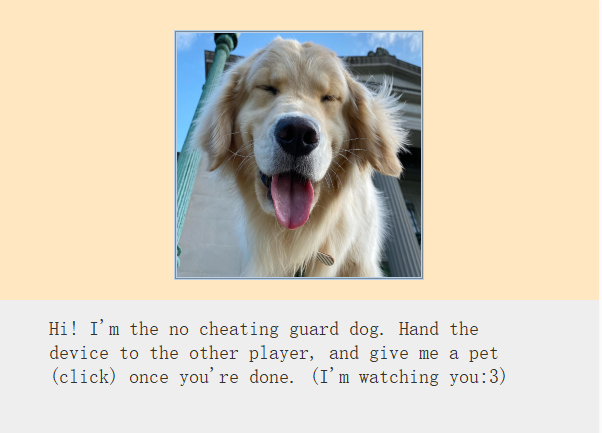 Hi! I'm the no cheating guard dog. Hand the
device to the other player, and give me a pet
(click) once you're done. (I'm watching you:3)